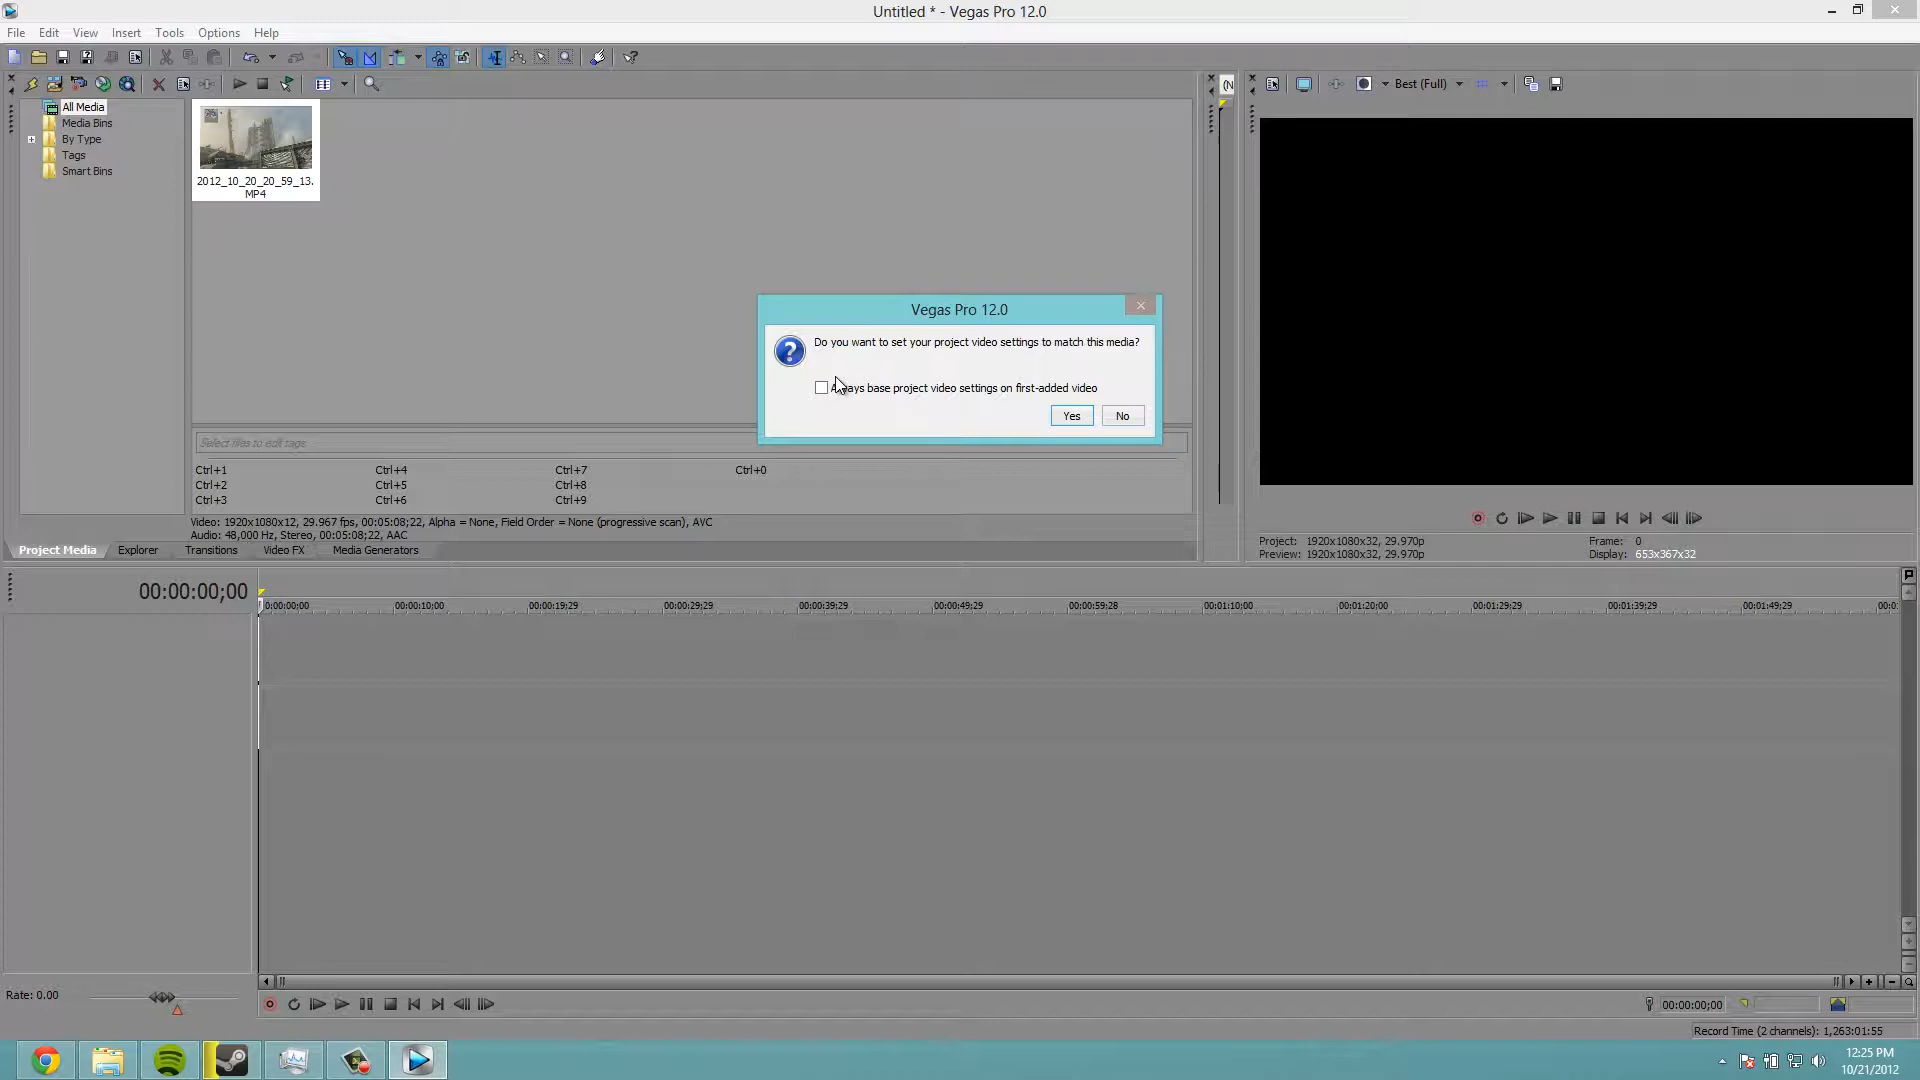 Untitled * - Vegas Pro 12.0
File Edit View Insert Tools Options Help
Best (Full)
All Media
Media Bins
By Type
Tags
Smart Bins
2012_10_20_20_59_13.
MP4
(N
Vegas Pro 12.0
Do you want to set your project video settings to match this media?
Always base project video settings on first-added video
Yes No
Select files to edit tags
Ctrl+1 Ctrl+4 Ctrl+7 Ctrl+0
Ctrl+2 Ctrl+5 Ctrl+8
Ctrl+3 Ctrl+6 Ctrl+9
Video: 1920x1080x12, 29.967 fps, 00:05:08;22, Alpha = None, Field Order = None (progressive scan), AVC
Audio: 48,000 Hz, Stereo, 00:05:08;22, AAC
Project Media Explorer Transitions Video FX Media Generators
Project: 1920x1080x32, 29.970p Frame: 0
Preview: 1920x1080x32, 29.970p Display: 653x367x32
00:00:00;00
0:00:00;00 00:00:10;00 00:00:19;29 00:00:29;29 00:00:39;29 00:00:49;29 00:00:59;28 00:01:10;00 00:01:20;00 00:01:29;29 00:01:39;29 00:01:49;29 00:0
Rate: 0.00
00:00:00;00
Record Time (2 channels): 1,263:01:55
12:25 PM
10/21/2012